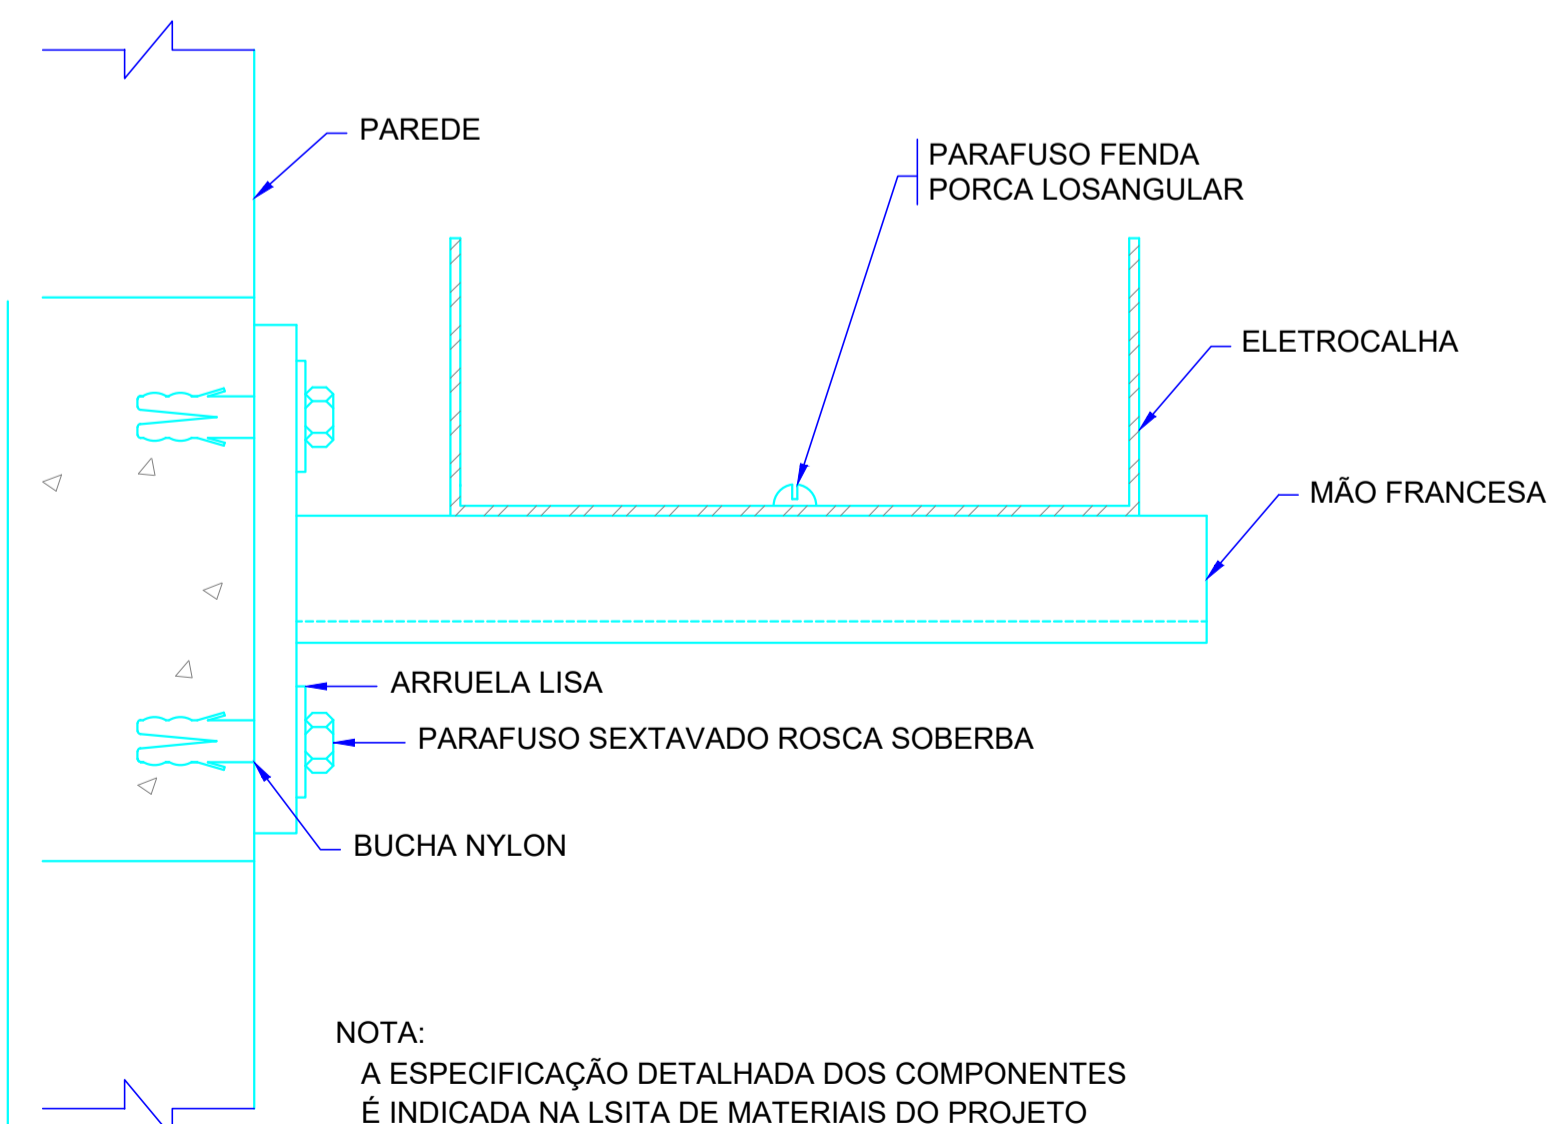 PAREDE
PARAFUSO FENDA
PORCA LOSANGULAR
ELETROCALHA
MÃO FRANCESA
ARRUELA LISA
PARAFUSO SEXTAVADO ROSCA SOBERBA
BUCHA NYLON
NOTA:
A ESPECIFICAÇÃO DETALHADA DOS COMPONENTES
É INDICADA NA LSITA DE MATERIAIS DO PROJETO